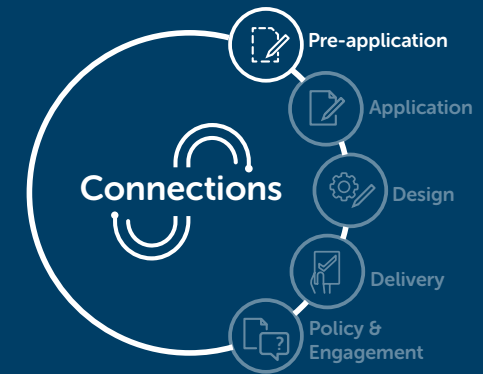 Pre-application
Application
Connections
Design
Delivery
Policy &
Engagement
?